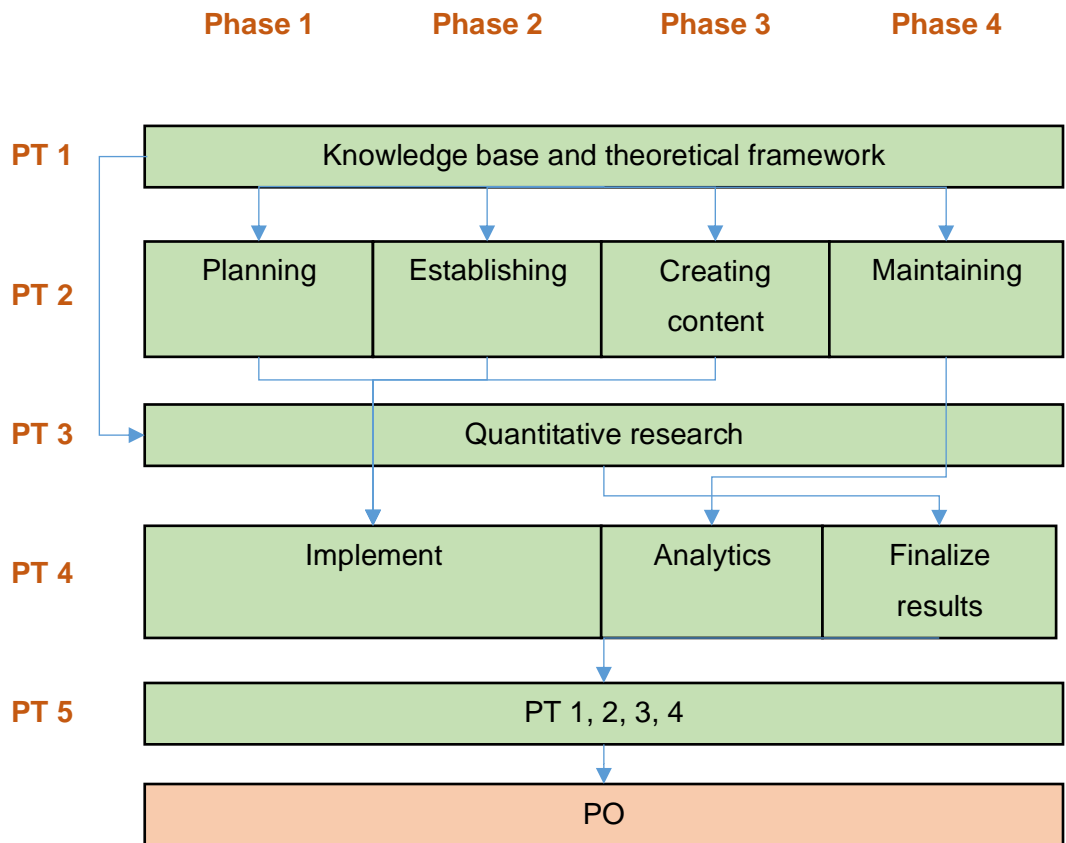 Phase 1 Phase 2 Phase 3 Phase 4
PT 1
Knowledge base and theoretical framework
PT 2
Planning
Establishing
Creating
content
Maintaining
PT 3
Quantitative research
PT 4
Implement
Analytics
Finalize
results
PT 5
PT 1, 2, 3, 4
PO